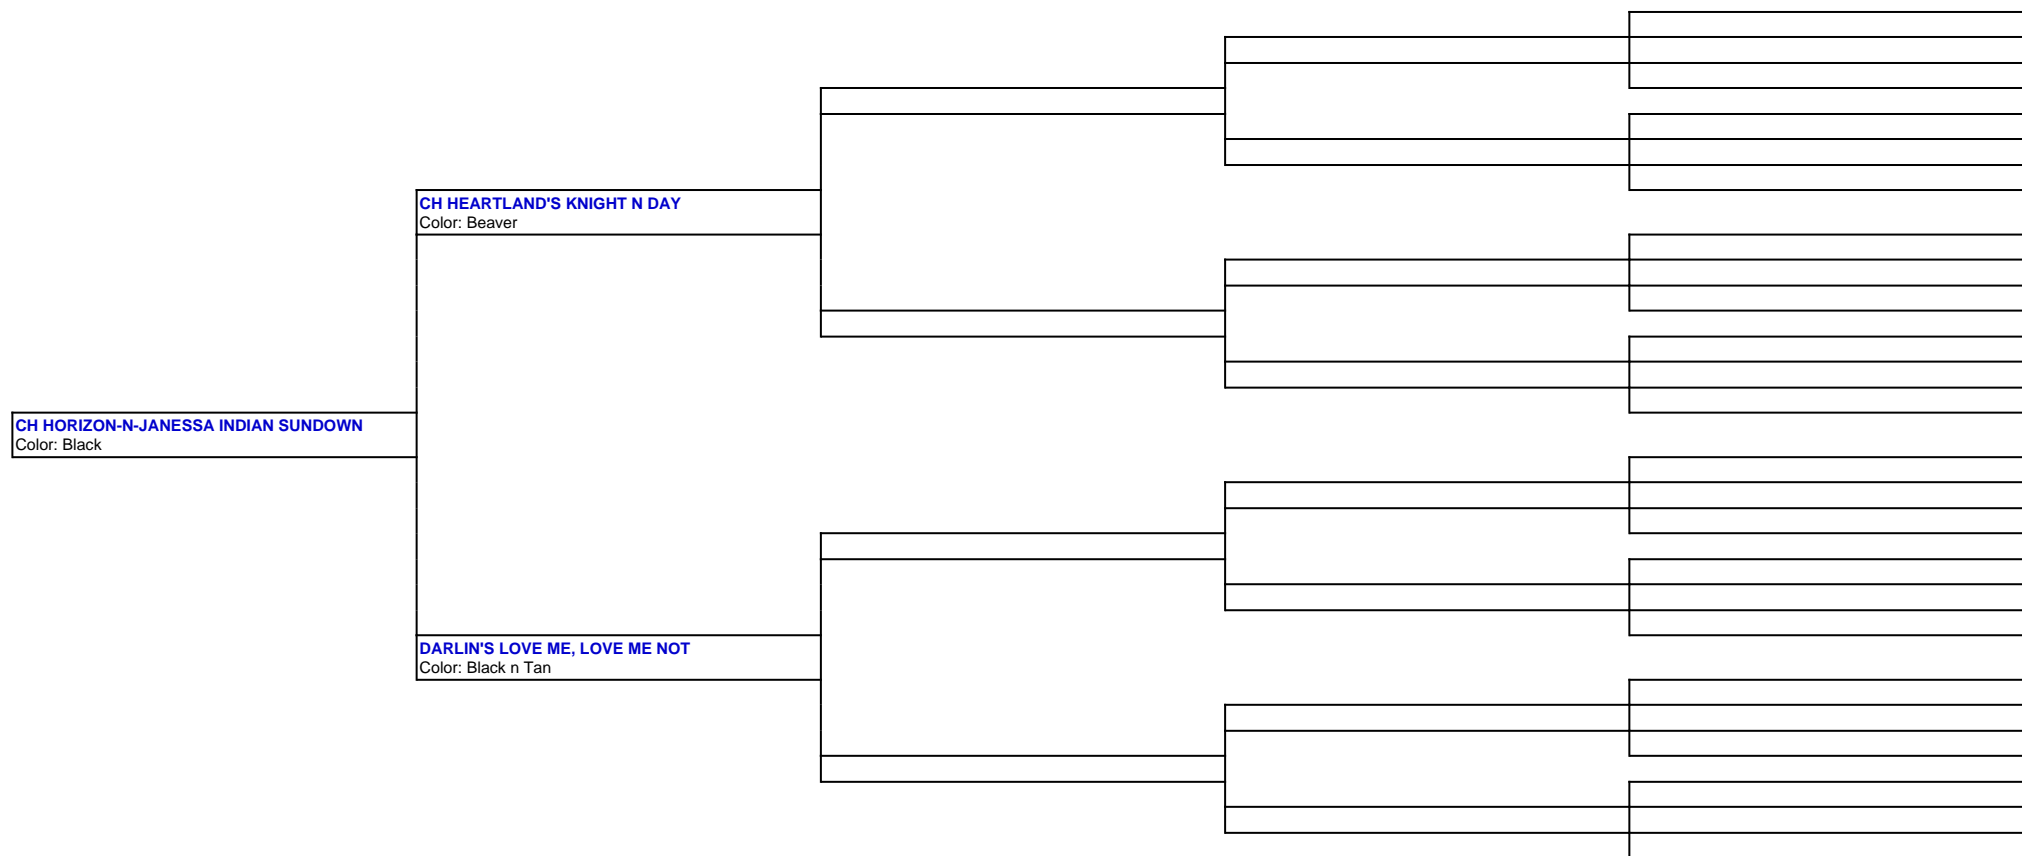 CH HEARTLAND'S KNIGHT N DAY
Color: Beaver
CH HORIZON-N-JANESSA INDIAN SUNDOWN
Color: Black
DARLIN'S LOVE ME, LOVE ME NOT
Color: Black n Tan